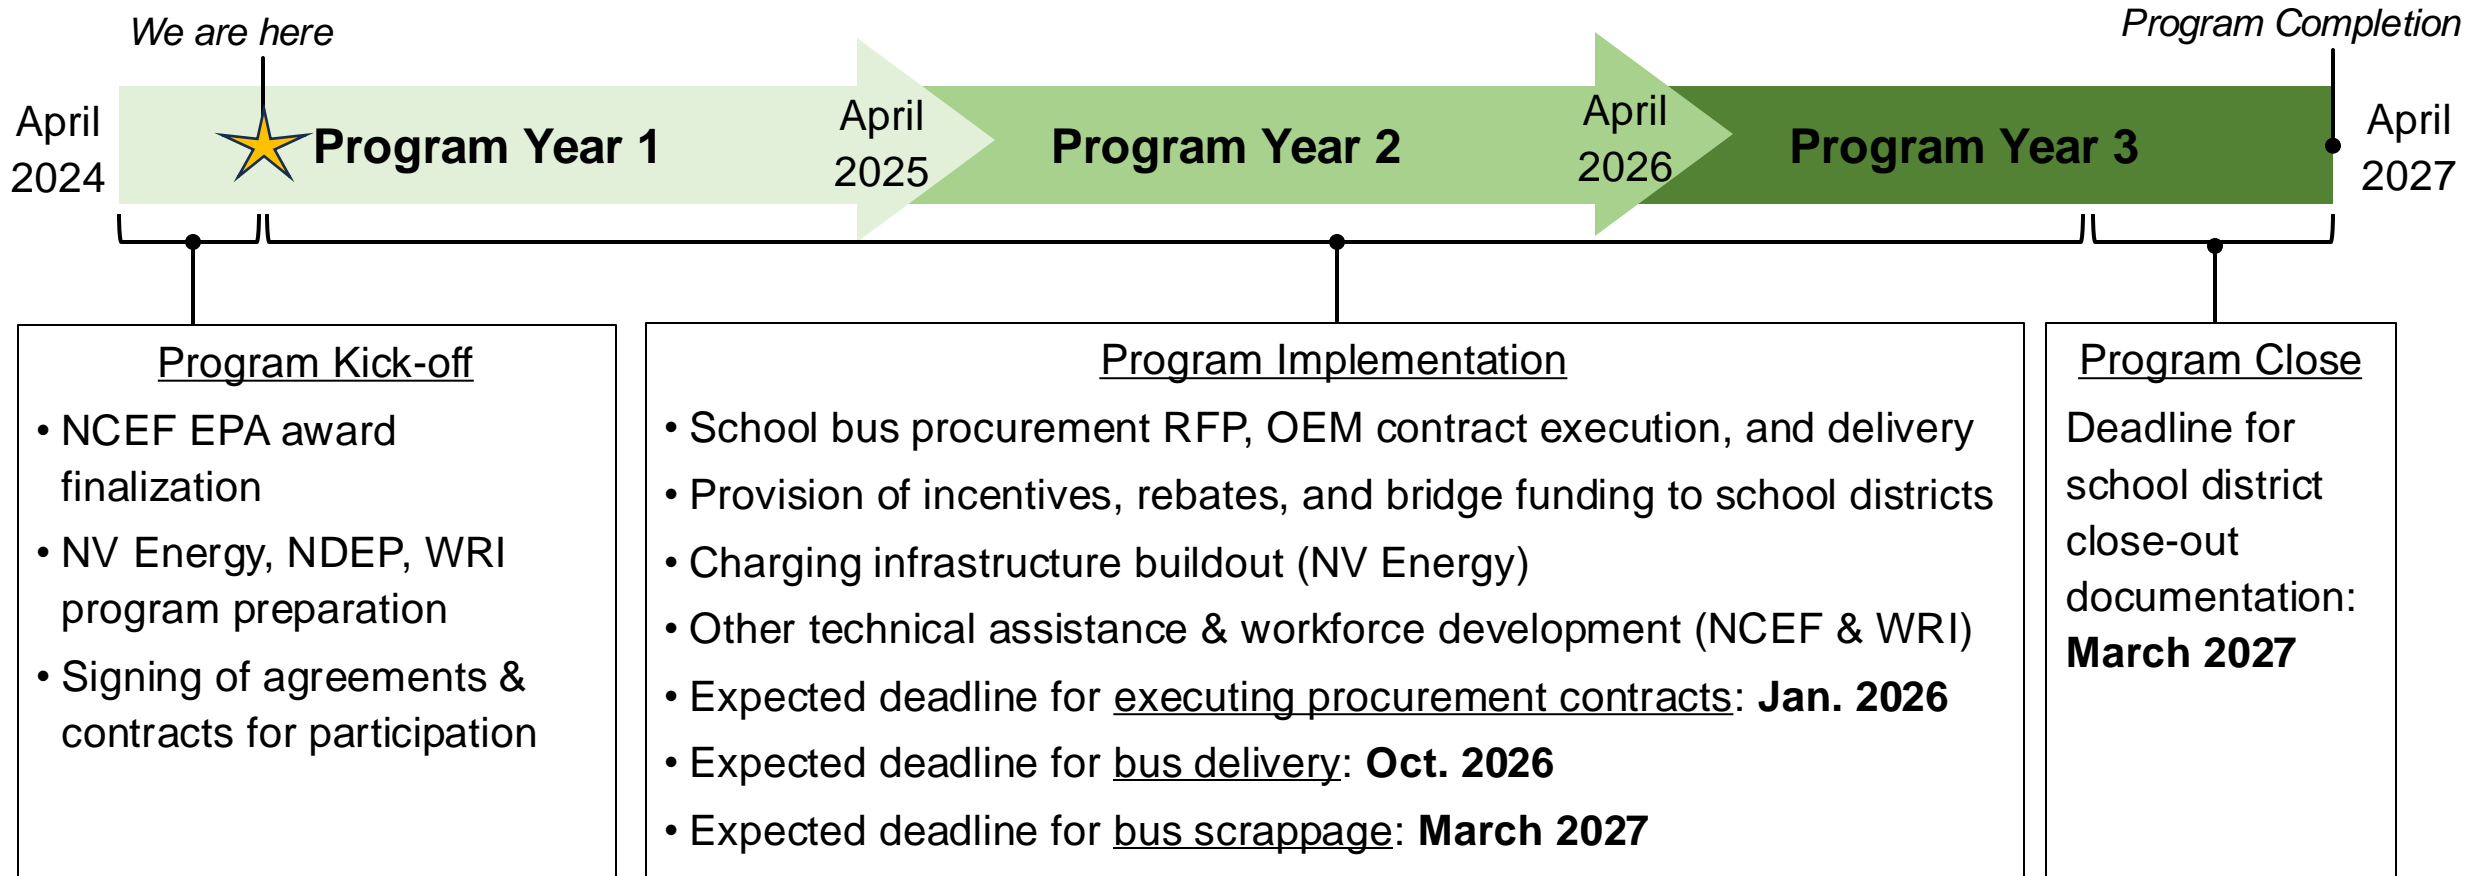 We are here
Program Completion
April
2024
Program Year 1
April
2025
Program Year 2
April
2026
Program Year 3
April
2027
Program Kick-off
• NCEF EPA award
finalization
• NV Energy, NDEP, WRI
program preparation
• Signing of agreements &
contracts for participation
Program Implementation
• School bus procurement RFP, OEM contract execution, and delivery
• Provision of incentives, rebates, and bridge funding to school districts
• Charging infrastructure buildout (NV Energy)
• Other technical assistance & workforce development (NCEF & WRI)
• Expected deadline for executing procurement contracts: Jan. 2026
• Expected deadline for bus delivery: Oct. 2026
• Expected deadline for bus scrappage: March 2027
Program Close
Deadline for
school district
close-out
documentation:
March 2027